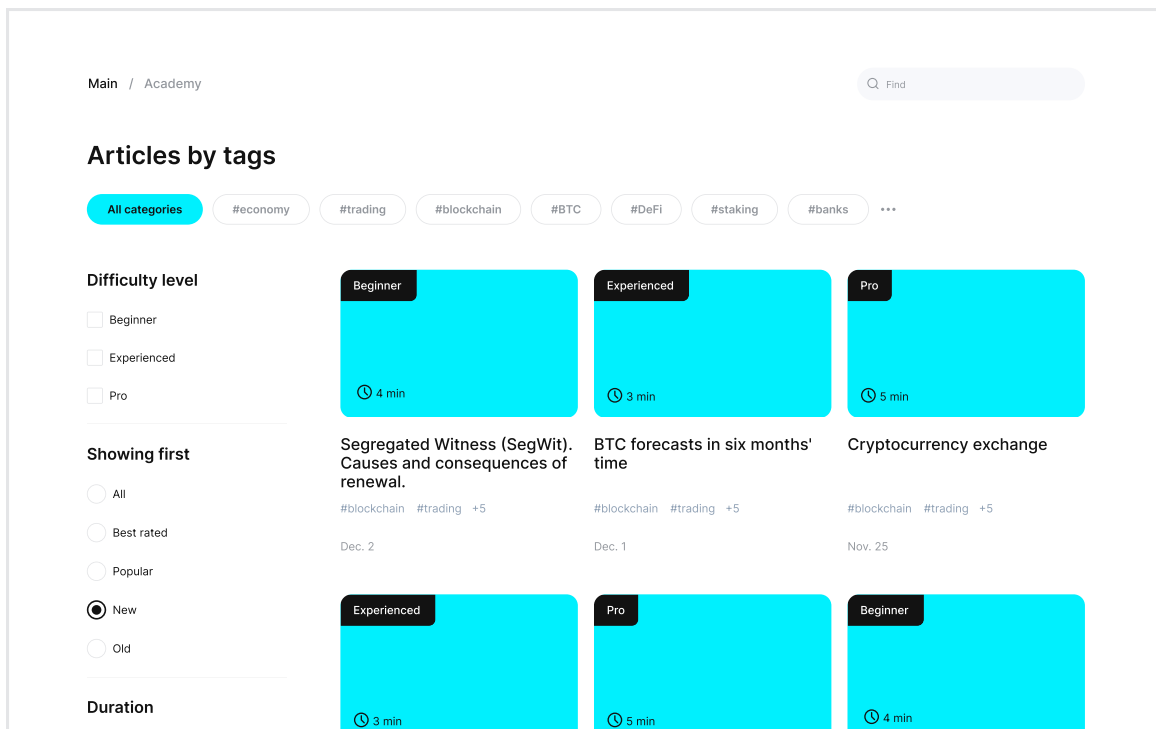 Main / Academy
Find
Articles by tags
All categories #economy #trading #blockchain #BTC #DeFi #staking #banks •••
Difficulty level
Beginner
Experienced
Pro
Showing first
All
Best rated
Popular
New
Old
Duration
Beginner
4 min
Segregated Witness (SegWit).
Causes and consequences of
renewal.
#blockchain #trading +5
Dec. 2
Experienced
3 min
BTC forecasts in six months'
time
#blockchain #trading +5
Dec. 1
Pro
5 min
Cryptocurrency exchange
#blockchain #trading +5
Nov. 25
Experienced
3 min
Pro
5 min
Beginner
4 min